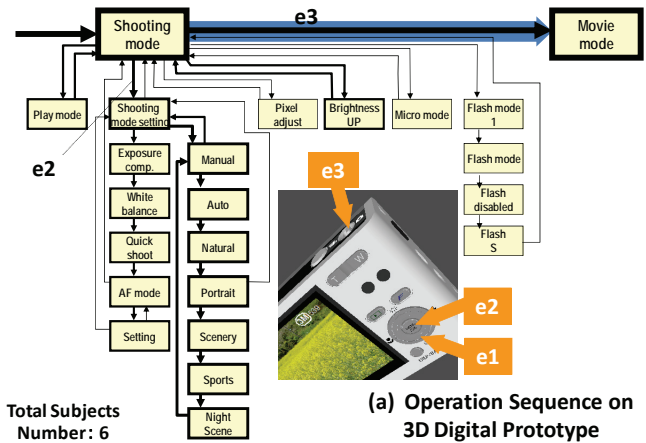 e3
Shooting
mode
Movie
mode
Play mode
Shooting
mode setting
Pixel
adjust
Brightness
UP
Micro mode
Flash mode
1
e2
Exposure
comp.
Manual
Flash mode
White
balance
Auto
Flash
disabled
Quick
shoot
Natural
Flash
S
AF mode
Portrait
Setting
Scenery
Sports
Night
Scene
e3
T W
e2
e1
Total Subjects
Number: 6
(a) Operation Sequence on
3D Digital Prototype